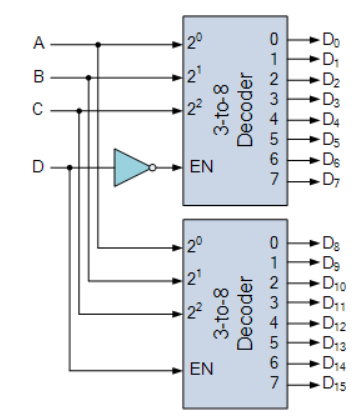 A 2⁰ 0 D₀
1 D₁
B 2¹ 2 D₂
C 2² 3 D₃
4 D₄
5 D₅
D EN 6 D₆
7 D₇
3-to-8
Decoder
2⁰ 0 D₈
1 D₉
2¹ 2 D₁₀
2² 3 D₁₁
4 D₁₂
5 D₁₃
EN 6 D₁₄
7 D₁₅
3-to-8
Decoder